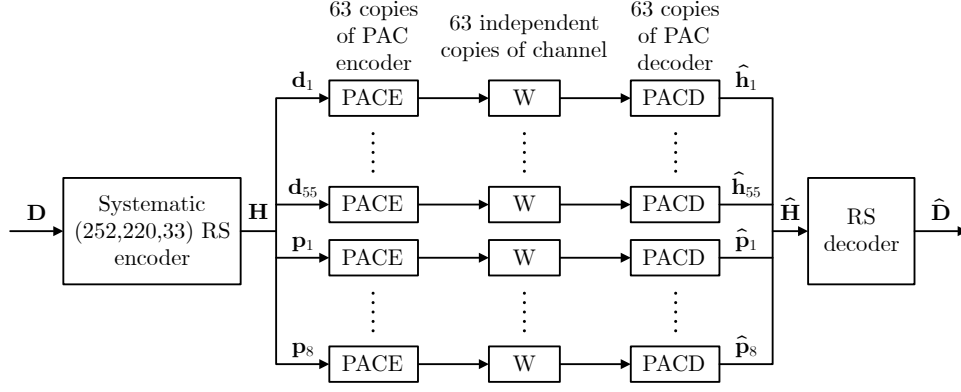 63 copies
of PAC
encoder
63 independent
copies of channel
63 copies
of PAC
decoder
d₁
PACE
W
PACD
ĥ₁
d₅₅
PACE
W
PACD
ĥ₅₅
D
Systematic
(252,220,33) RS
encoder
H
Ĥ
RS
decoder
D̂
p₁
PACE
W
PACD
p̂₁
p₈
PACE
W
PACD
p̂₈